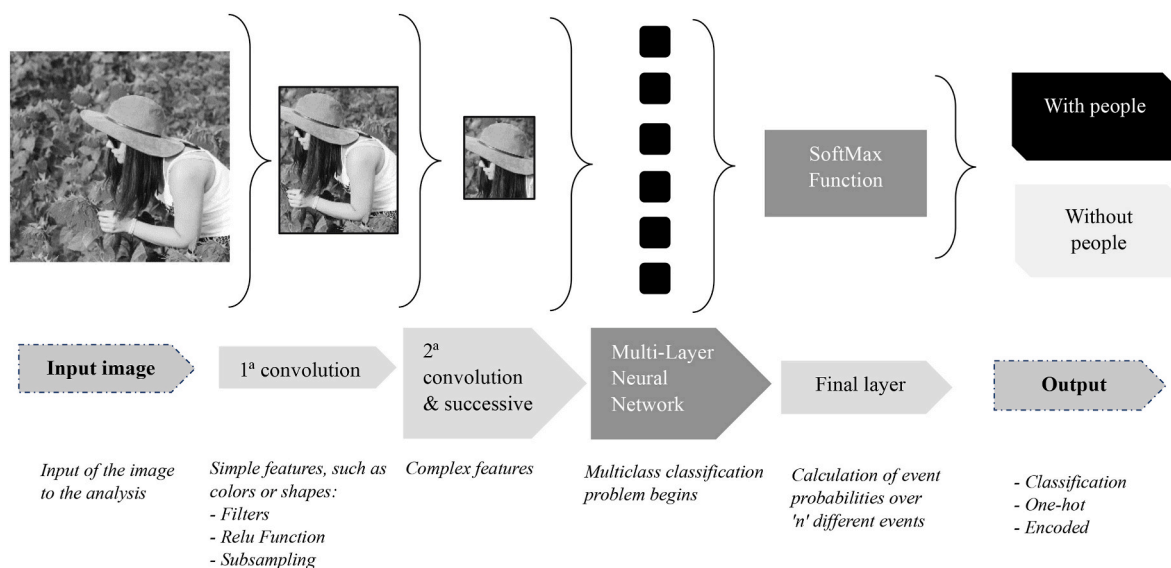 With people
SoftMax
Function
Without
people
Input image
1ª convolution
2ª
convolution
& successive
Multi-Layer
Neural
Network
Final layer
Output
Input of the image
to the analysis
Simple features, such as
colors or shapes:
- Filters
- Relu Function
- Subsampling
Complex features
Multiclass classification
problem begins
Calculation of event
probabilities over
'n' different events
- Classification
- One-hot
- Encoded